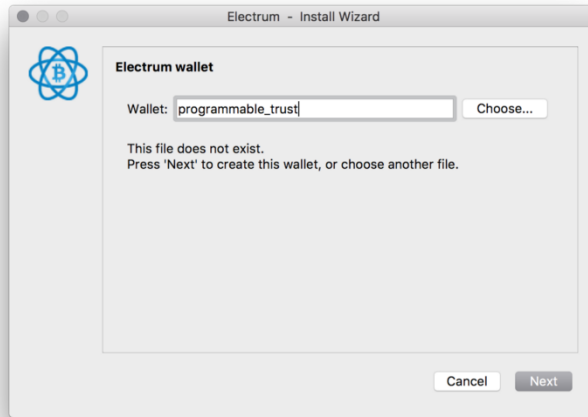 Electrum - Install Wizard
Electrum wallet
Wallet: programmable_trust Choose...
This file does not exist.
Press 'Next' to create this wallet, or choose another file.
Cancel Next